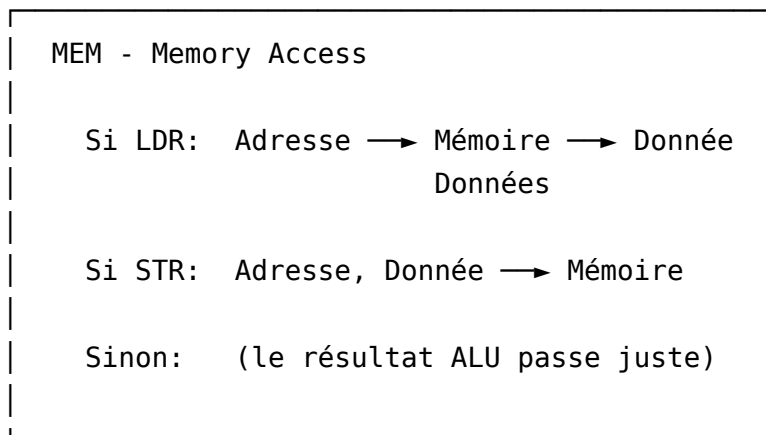 MEM - Memory Access
Si LDR: Adresse ──► Mémoire ──► Donnée
Données
Si STR: Adresse, Donnée ──► Mémoire
Sinon: (le résultat ALU passe juste)